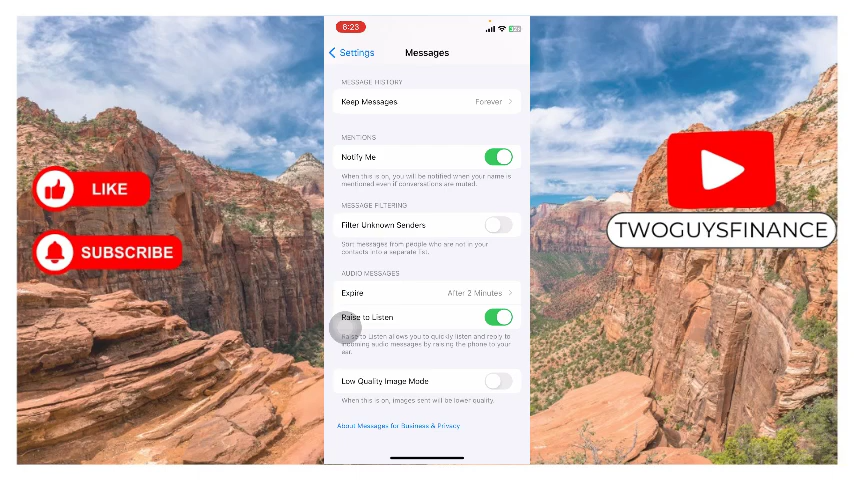 6:23
Settings
Messages
MESSAGE HISTORY
Keep Messages Forever
MENTIONS
Notify Me
When this is on, you will be notified when your name is
mentioned even if conversations are muted.
MESSAGE FILTERING
Filter Unknown Senders
Sort messages from people who are not in your
contacts into a separate list.
AUDIO MESSAGES
Expire After 2 Minutes
Raise to Listen
Raise to Listen allows you to quickly listen and reply to
incoming audio messages by raising the phone to your
ear.
Low Quality Image Mode
When this is on, images sent will be lower quality.
About Messages for Business & Privacy
LIKE
SUBSCRIBE
TWOGUYSFINANCE